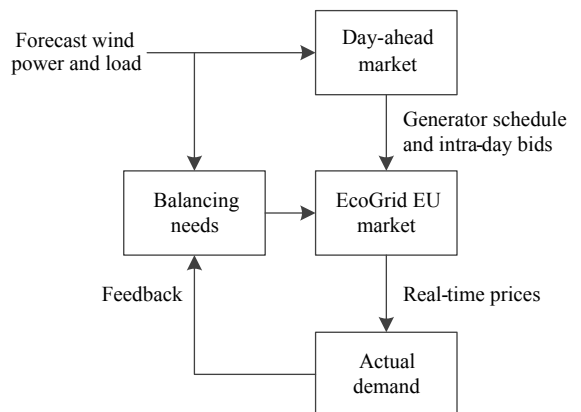 Forecast wind
power and load
Day-ahead
market
Generator schedule
and intra-day bids
Balancing
needs
EcoGrid EU
market
Feedback
Real-time prices
Actual
demand